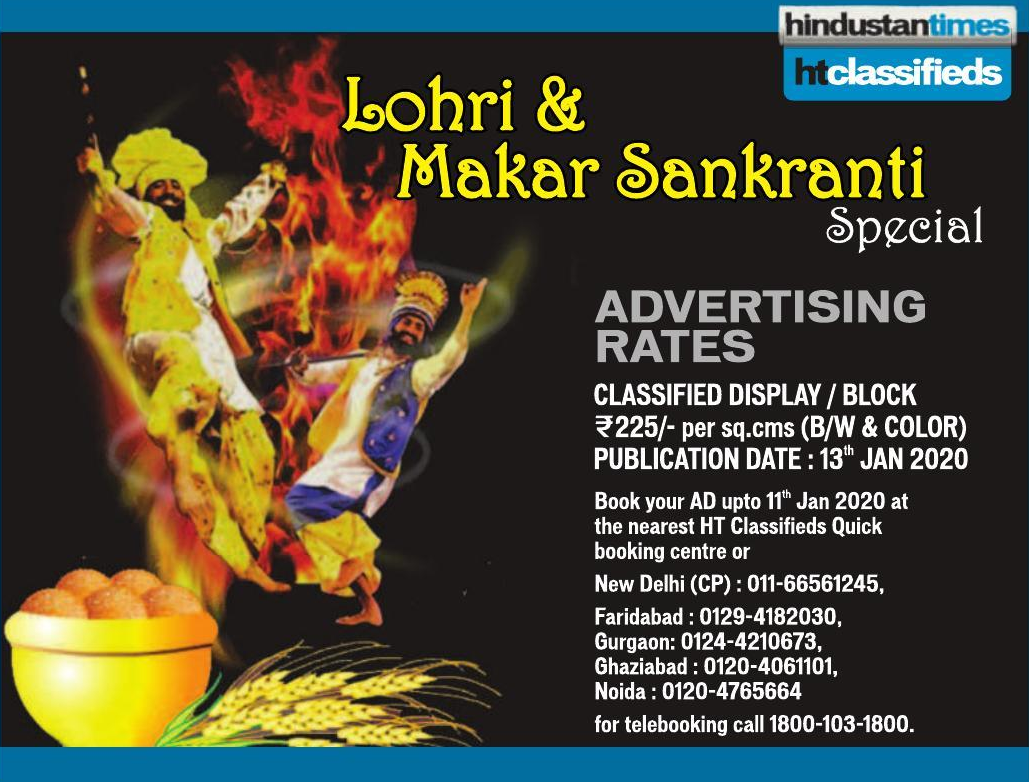 hindustantimes
htclassifieds
Lohri &
Makar Sankranti
Special
ADVERTISING
RATES
CLASSIFIED DISPLAY / BLOCK
₹225/- per sq.cms (B/W & COLOR)
PUBLICATION DATE : 13th JAN 2020
Book your AD upto 11th Jan 2020 at
the nearest HT Classifieds Quick
booking centre or
New Delhi (CP) : 011-66561245,
Faridabad : 0129-4182030,
Gurgaon: 0124-4210673,
Ghaziabad : 0120-4061101,
Noida : 0120-4765664
for telebooking call 1800-103-1800.